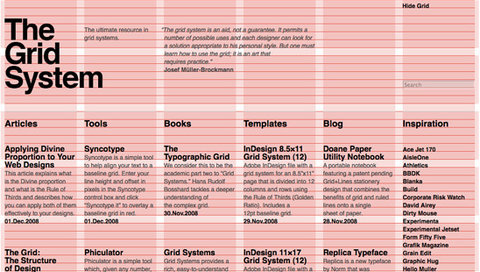 Hide Grid
The
Grid
System
The ultimate resource in
grid systems.
"The grid system is an aid, not a guarantee. It permits a
number of possible uses and each designer can look for
a solution appropriate to his personal style. But one must
learn how to use the grid; it is an art that
requires practice."
Josef Müller-Brockmann
Search
Articles
Tools
Books
Templates
Blog
Inspiration
Applying Divine
Proportion to Your
Web Designs
This article explains what
is the Divine Proportion
and what is the Rule of
Thirds and describes how
you can apply both of them
effectively to your designs.
01.Dec.2008
Syncotype
Syncotype is a simple tool
to help align your text to a
baseline grid. Enter your
line height and offset in
pixels in the Syncotype
control box and click
"Syncotype it" to overlay a
baseline grid in red.
01.Dec.2008
The
Typographic Grid
We consider this to be the
academic part two to "Grid
Systems." Hans Rudolf
Bosshard tackles a deeper
understanding of
the grid.
30.Nov.2008
InDesign 8.5x11
Grid System (12)
Adobe InDesign file with a
grid system for an 8.5"x11"
page that is divided into 12
columns and rows using
the Rule of Thirds (Golden
Ratio). Includes a
12pt baseline grid.
29.Nov.2008
Doane Paper
Utility Notebook
A portable notebook
featuring a patent pending
Grid+Lines stationery
design that combines the
benefits of grid and ruled
lines onto a single
sheet of paper.
28.Nov.2008
Ace Jet 170
AisleOne
Athletics
BBDK
Blanka
Build
Corporate Risk Watch
David Airey
Dirty Mouse
Experimenta
Experimental Jetset
Form Fifty Five
Grafik Magazine
Grain Edit
Graphic Hug
Hello Muller
The Grid:
The Structure
of Design
Phiculator
Phiculator is a simple tool
which, given any number,
Grid Systems
Grid Systems provides a
rich, easy-to-understand
InDesign 11x17
Grid System (12)
Adobe InDesign file with a
Replica Typeface
Replica is a new typeface
by Norm that was